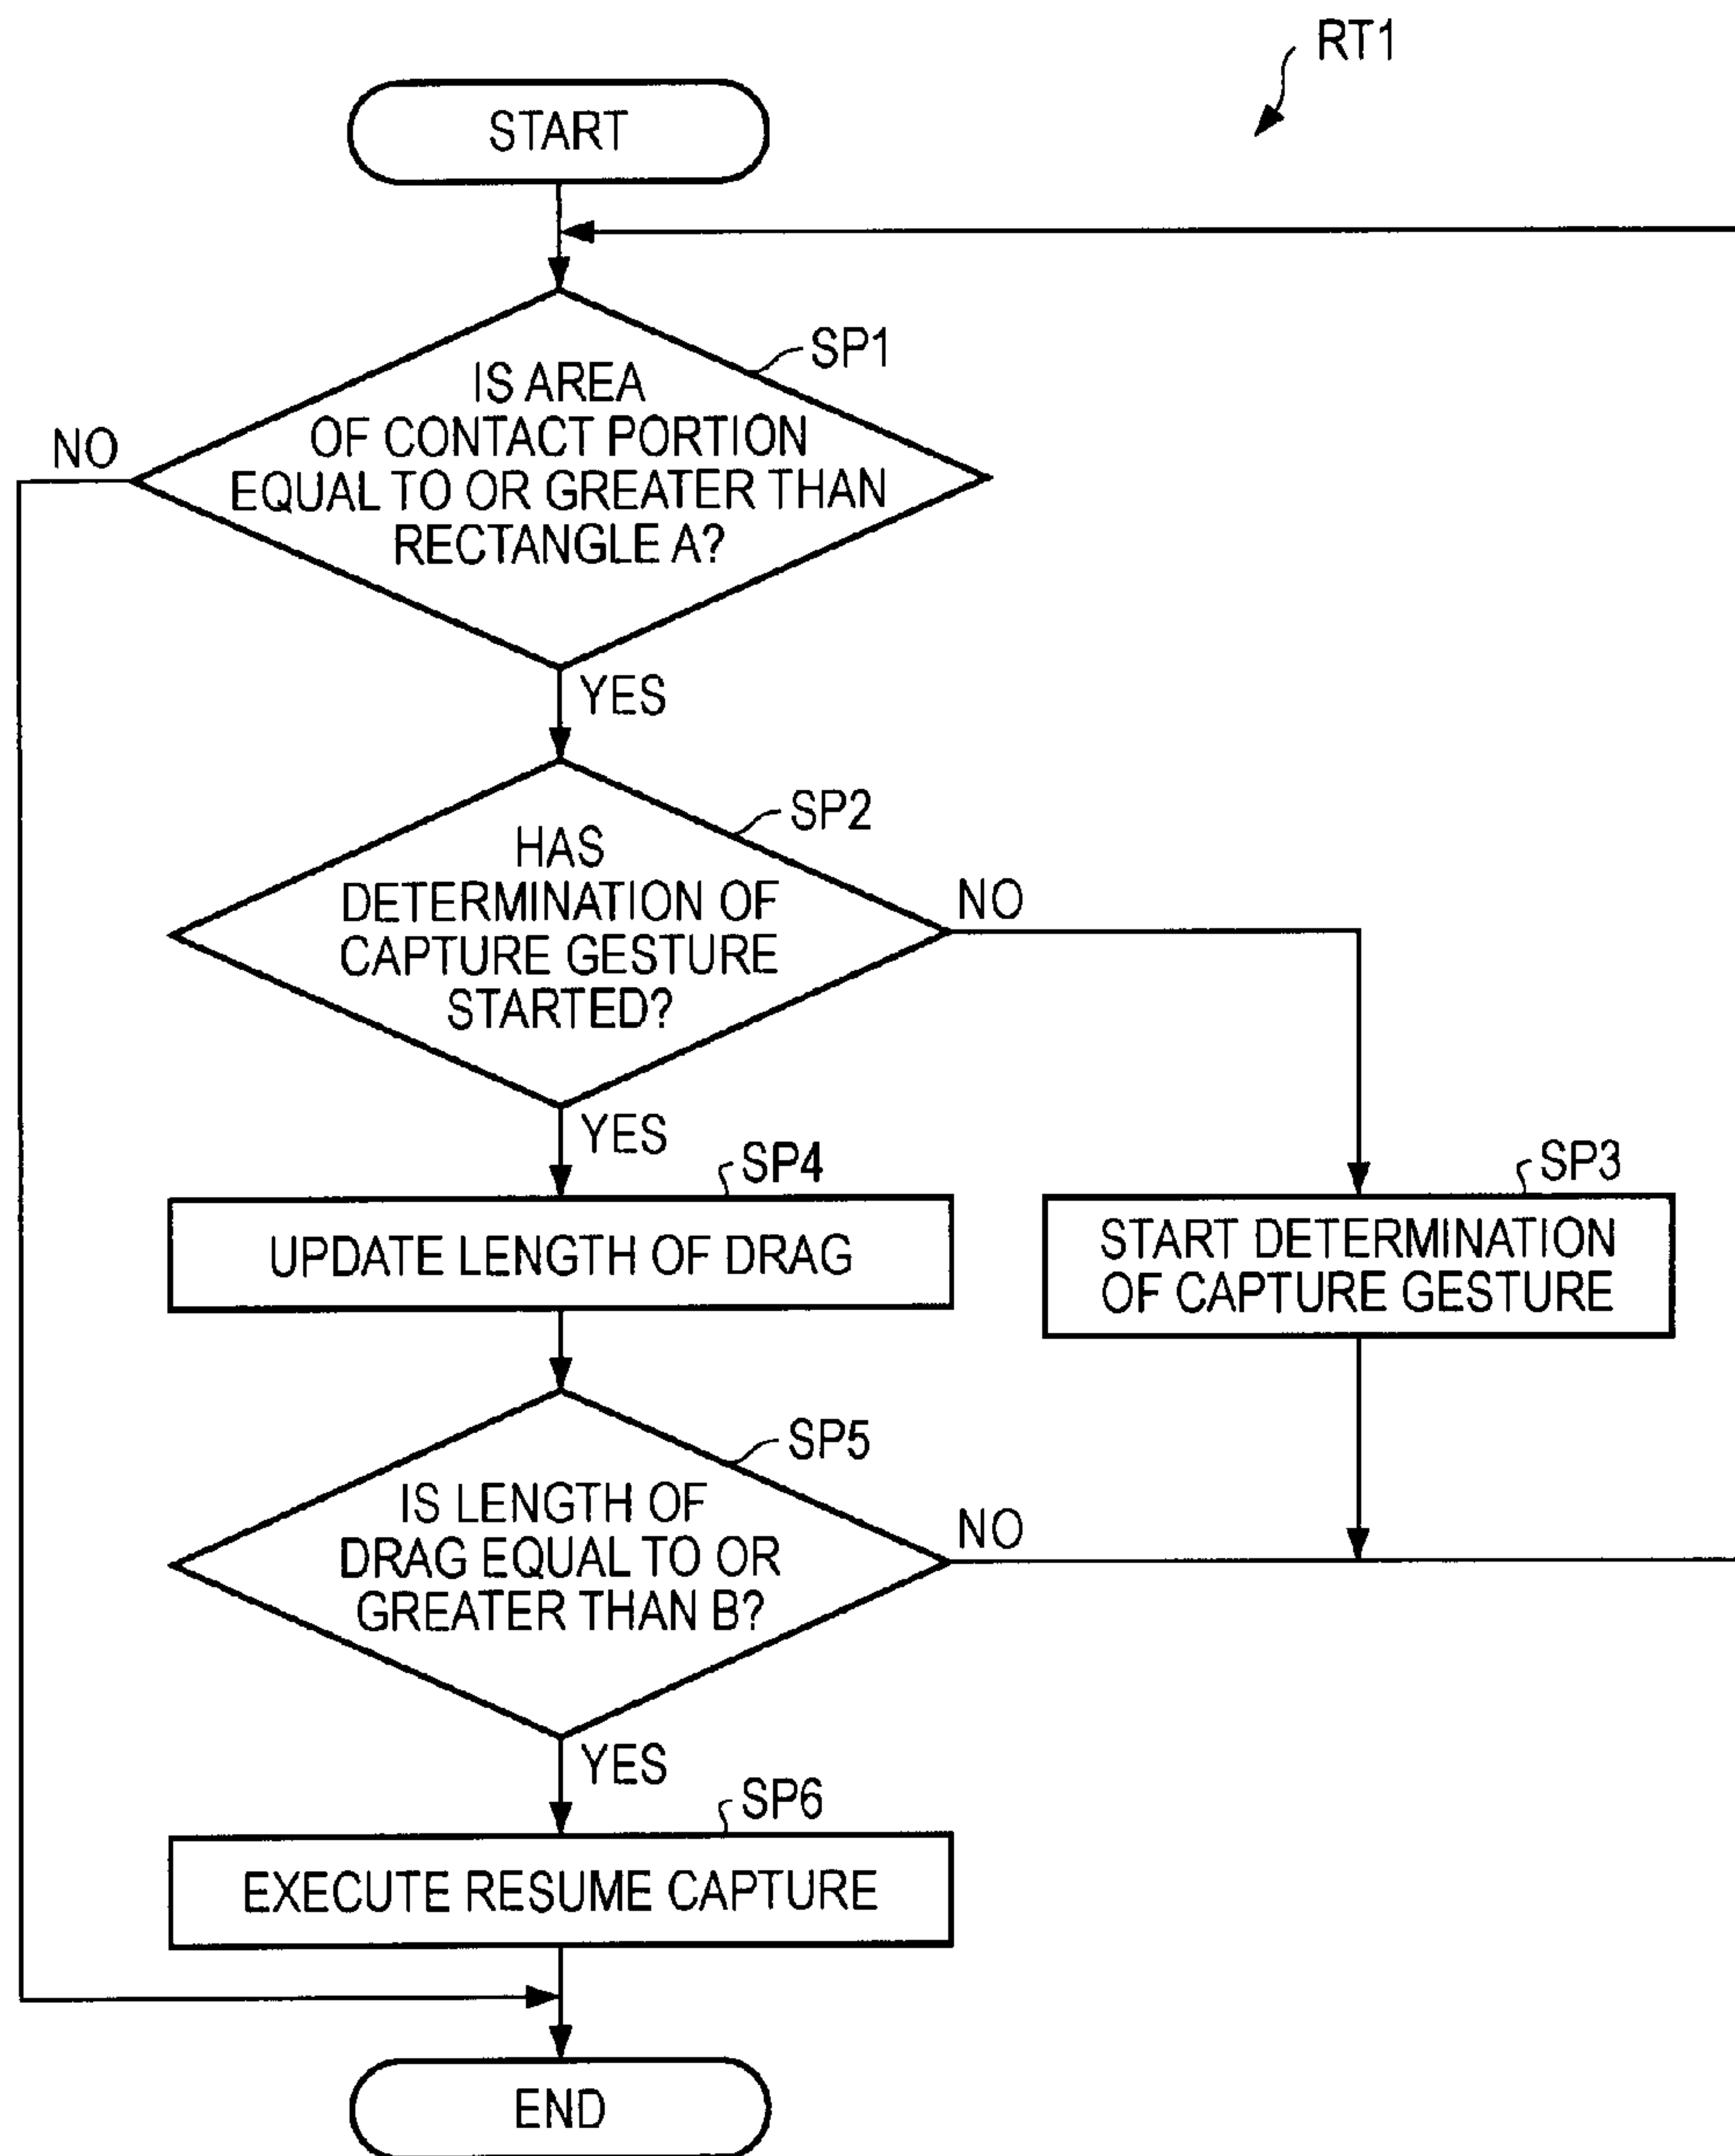 RT1
START
SP1
IS AREA
OF CONTACT PORTION
EQUAL TO OR GREATER THAN
RECTANGLE A?
NO
YES
SP2
HAS
DETERMINATION OF
CAPTURE GESTURE
STARTED?
NO
YES
SP4
UPDATE LENGTH OF DRAG
SP3
START DETERMINATION
OF CAPTURE GESTURE
SP5
IS LENGTH OF
DRAG EQUAL TO OR
GREATER THAN B?
NO
YES
SP6
EXECUTE RESUME CAPTURE
END